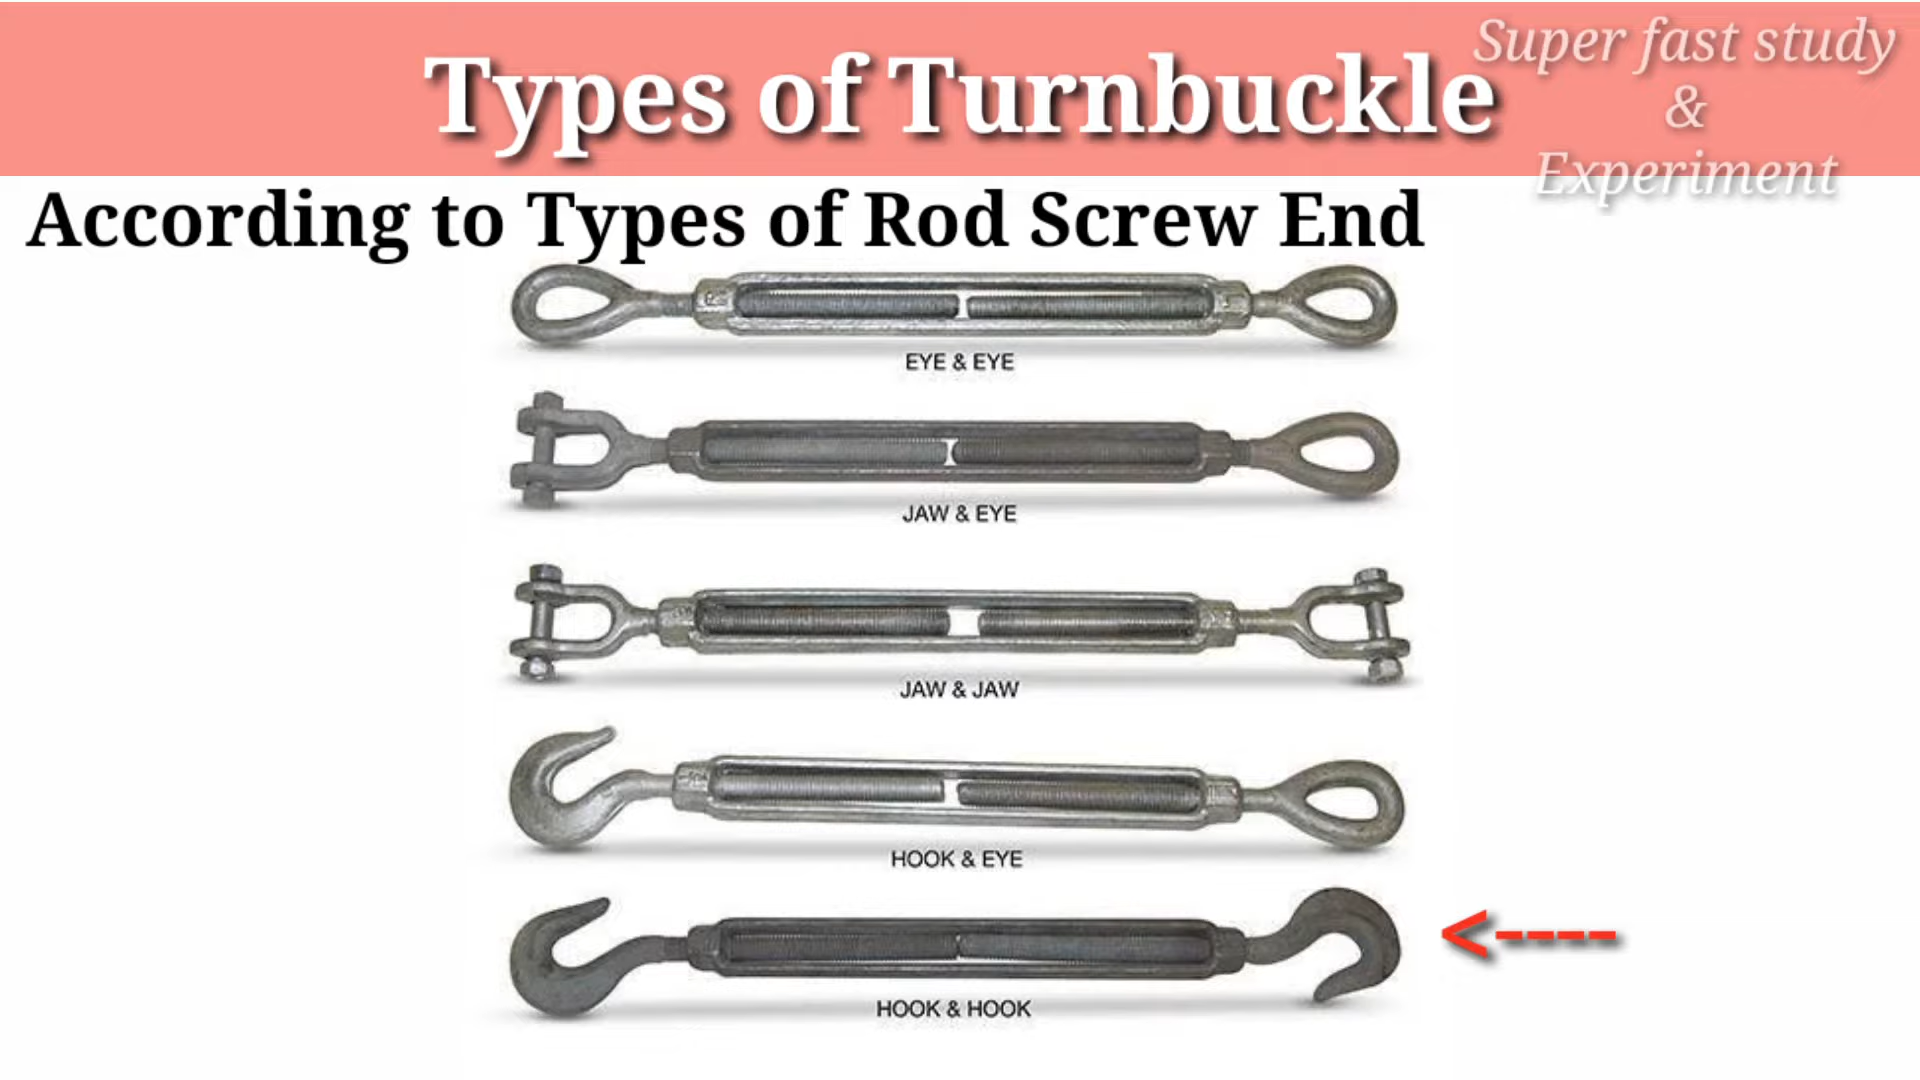 Types of Turnbuckle
Super fast study
&
Experiment
According to Types of Rod Screw End
EYE & EYE
JAW & EYE
JAW & JAW
HOOK & EYE
HOOK & HOOK